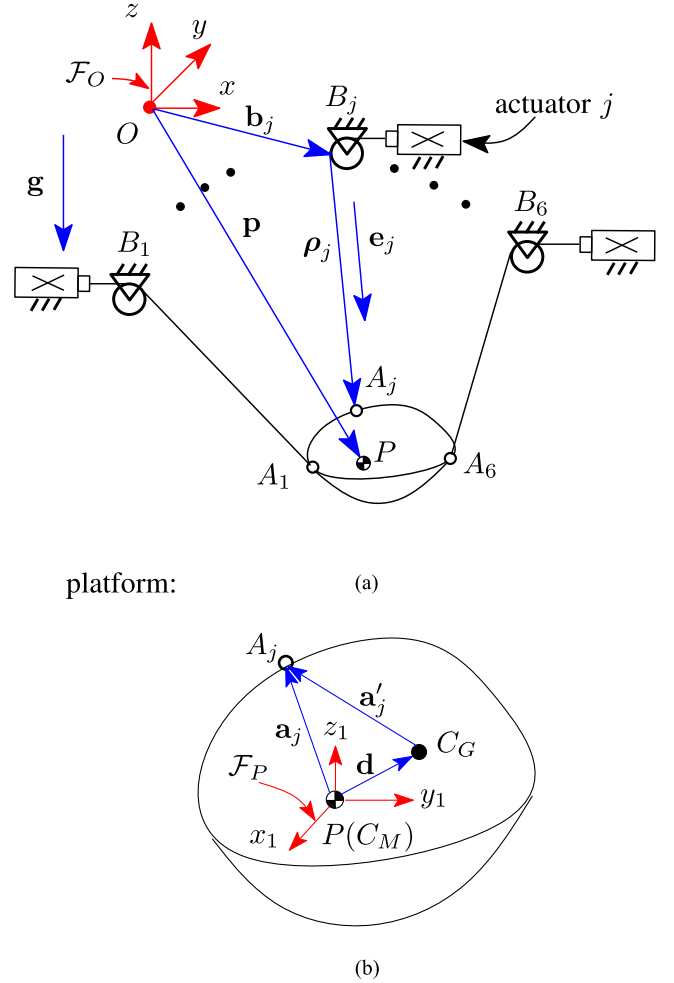 z
y
𝓕_O
x
O
b_j
B_j
actuator j
g
p
ρ_j
e_j
B_1
B_6
A_j
P
A_1
A_6
(a)
platform:
A_j
a'_j
a_j
z_1
C_G
𝓕_P
d
y_1
x_1
P(C_M)
(b)